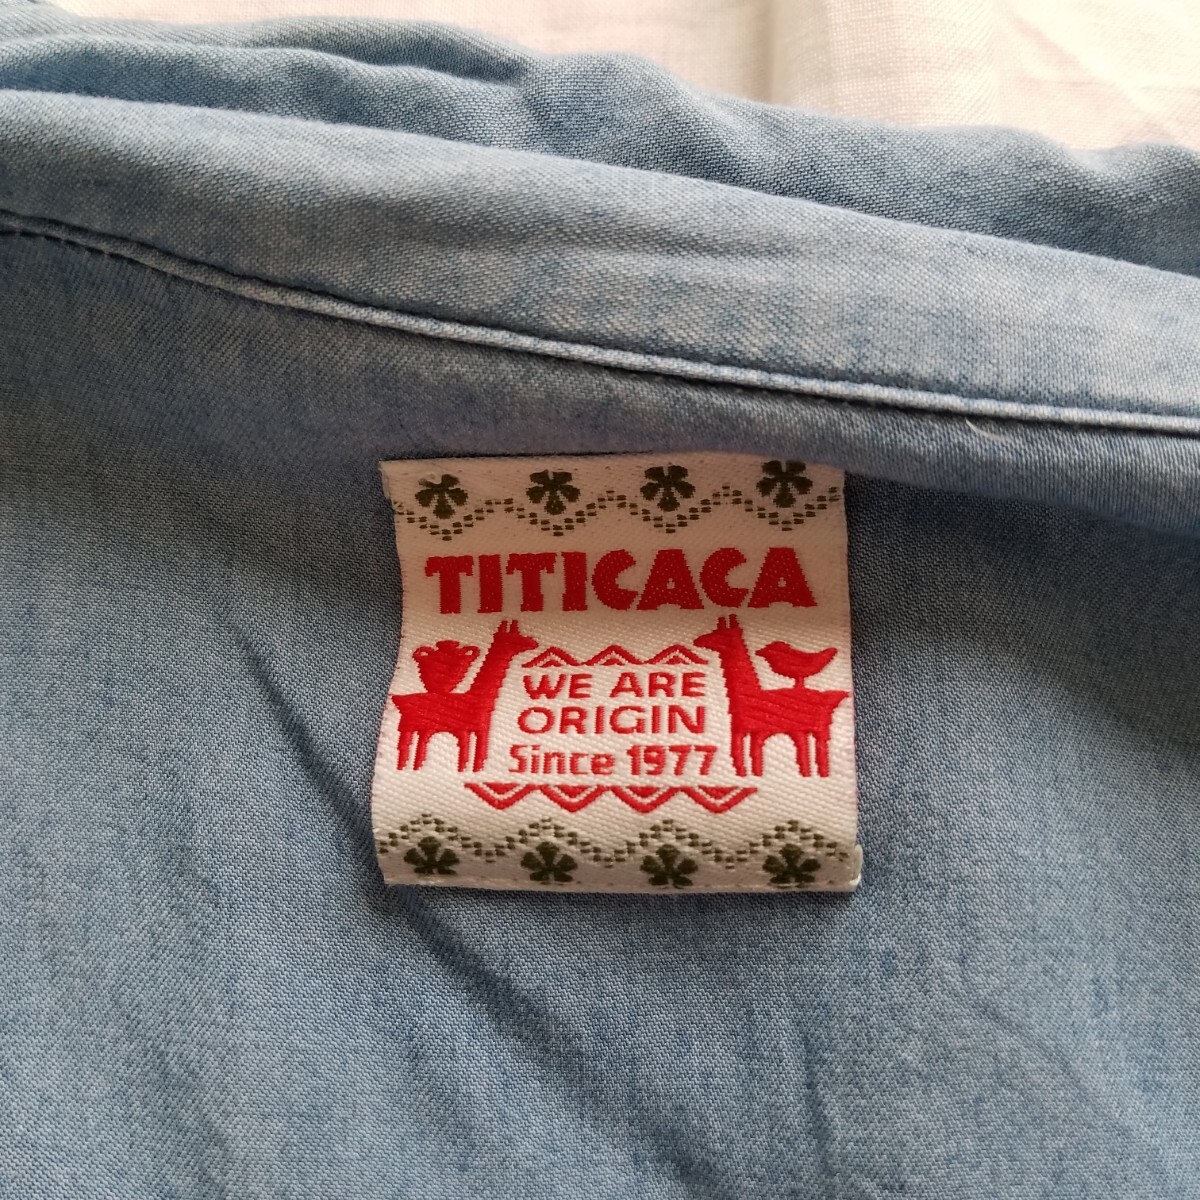 TITICACA
WE ARE
ORIGIN
Since 1977